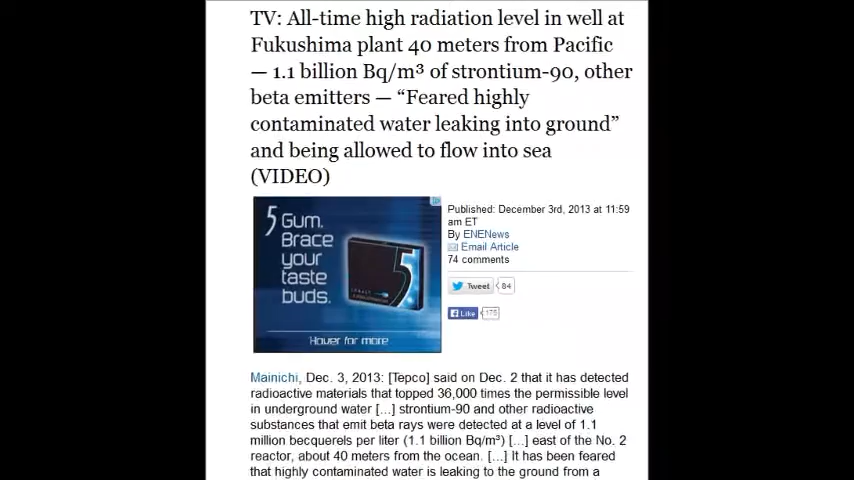 TV: All-time high radiation level in well at
Fukushima plant 40 meters from Pacific
— 1.1 billion Bq/m³ of strontium-90, other
beta emitters — “Feared highly
contaminated water leaking into ground”
and being allowed to flow into sea
(VIDEO)
5 Gum.
Brace
your
taste
buds.
5
Hover for more
Published: December 3rd, 2013 at 11:59
am ET
By ENENews
Email Article
74 comments
Tweet 84
Like 175
Mainichi, Dec. 3, 2013: [Tepco] said on Dec. 2 that it has detected
radioactive materials that topped 36,000 times the permissible level
in underground water [...] strontium-90 and other radioactive
substances that emit beta rays were detected at a level of 1.1
million becquerels per liter (1.1 billion Bq/m³) [...] east of the No. 2
reactor, about 40 meters from the ocean. [...] It has been feared
that highly contaminated water is leaking to the ground from a